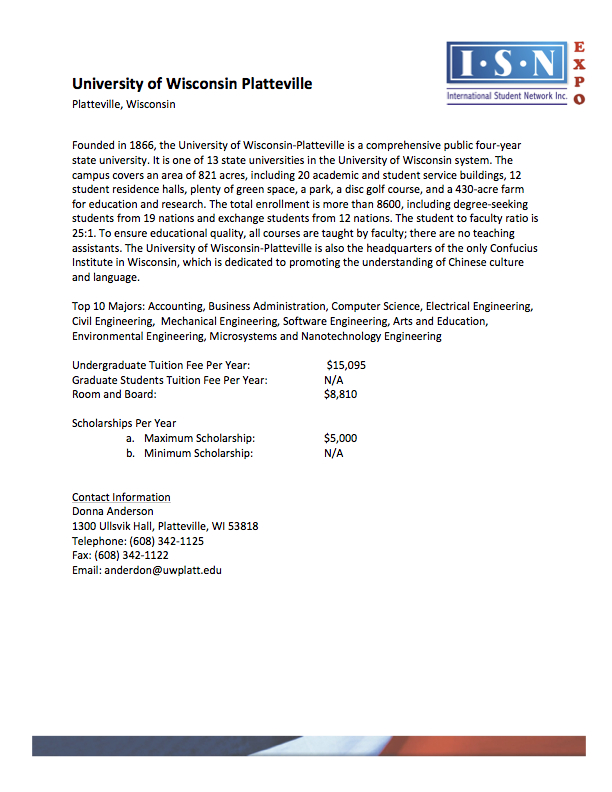 I·S·N
EXPO
International Student Network Inc.
University of Wisconsin Platteville
Platteville, Wisconsin
Founded in 1866, the University of Wisconsin-Platteville is a comprehensive public four-year
state university. It is one of 13 state universities in the University of Wisconsin system. The
campus covers an area of 821 acres, including 20 academic and student service buildings, 12
student residence halls, plenty of green space, a park, a disc golf course, and a 430-acre farm
for education and research. The total enrollment is more than 8600, including degree-seeking
students from 19 nations and exchange students from 12 nations. The student to faculty ratio is
25:1. To ensure educational quality, all courses are taught by faculty; there are no teaching
assistants. The University of Wisconsin-Platteville is also the headquarters of the only Confucius
Institute in Wisconsin, which is dedicated to promoting the understanding of Chinese culture
and language.
Top 10 Majors: Accounting, Business Administration, Computer Science, Electrical Engineering,
Civil Engineering, Mechanical Engineering, Software Engineering, Arts and Education,
Environmental Engineering, Microsystems and Nanotechnology Engineering
Undergraduate Tuition Fee Per Year: $15,095
Graduate Students Tuition Fee Per Year: N/A
Room and Board: $8,810
Scholarships Per Year
a. Maximum Scholarship: $5,000
b. Minimum Scholarship: N/A
Contact Information
Donna Anderson
1300 Ullsvik Hall, Platteville, WI 53818
Telephone: (608) 342-1125
Fax: (608) 342-1122
Email: anderdon@uwplatt.edu